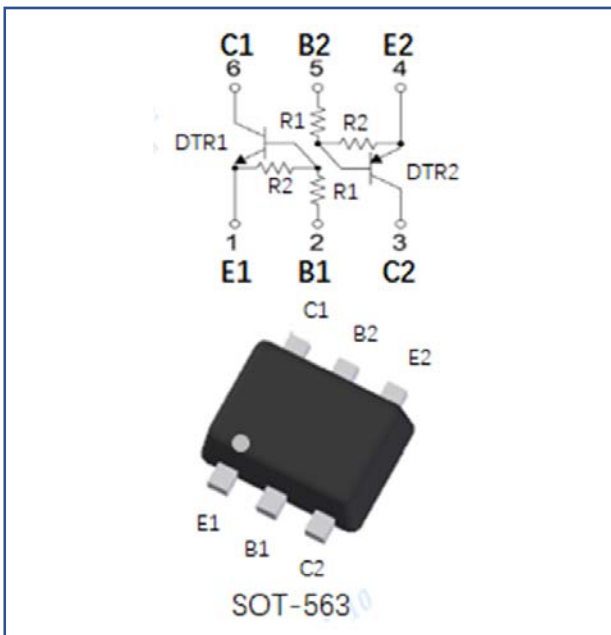 C1 B2 E2
6 5 4
R1 R2
DTR1 DTR2
R2 R1
1 2 3
E1 B1 C2
C1
B2
E2
E1
B1
C2
SOT-563